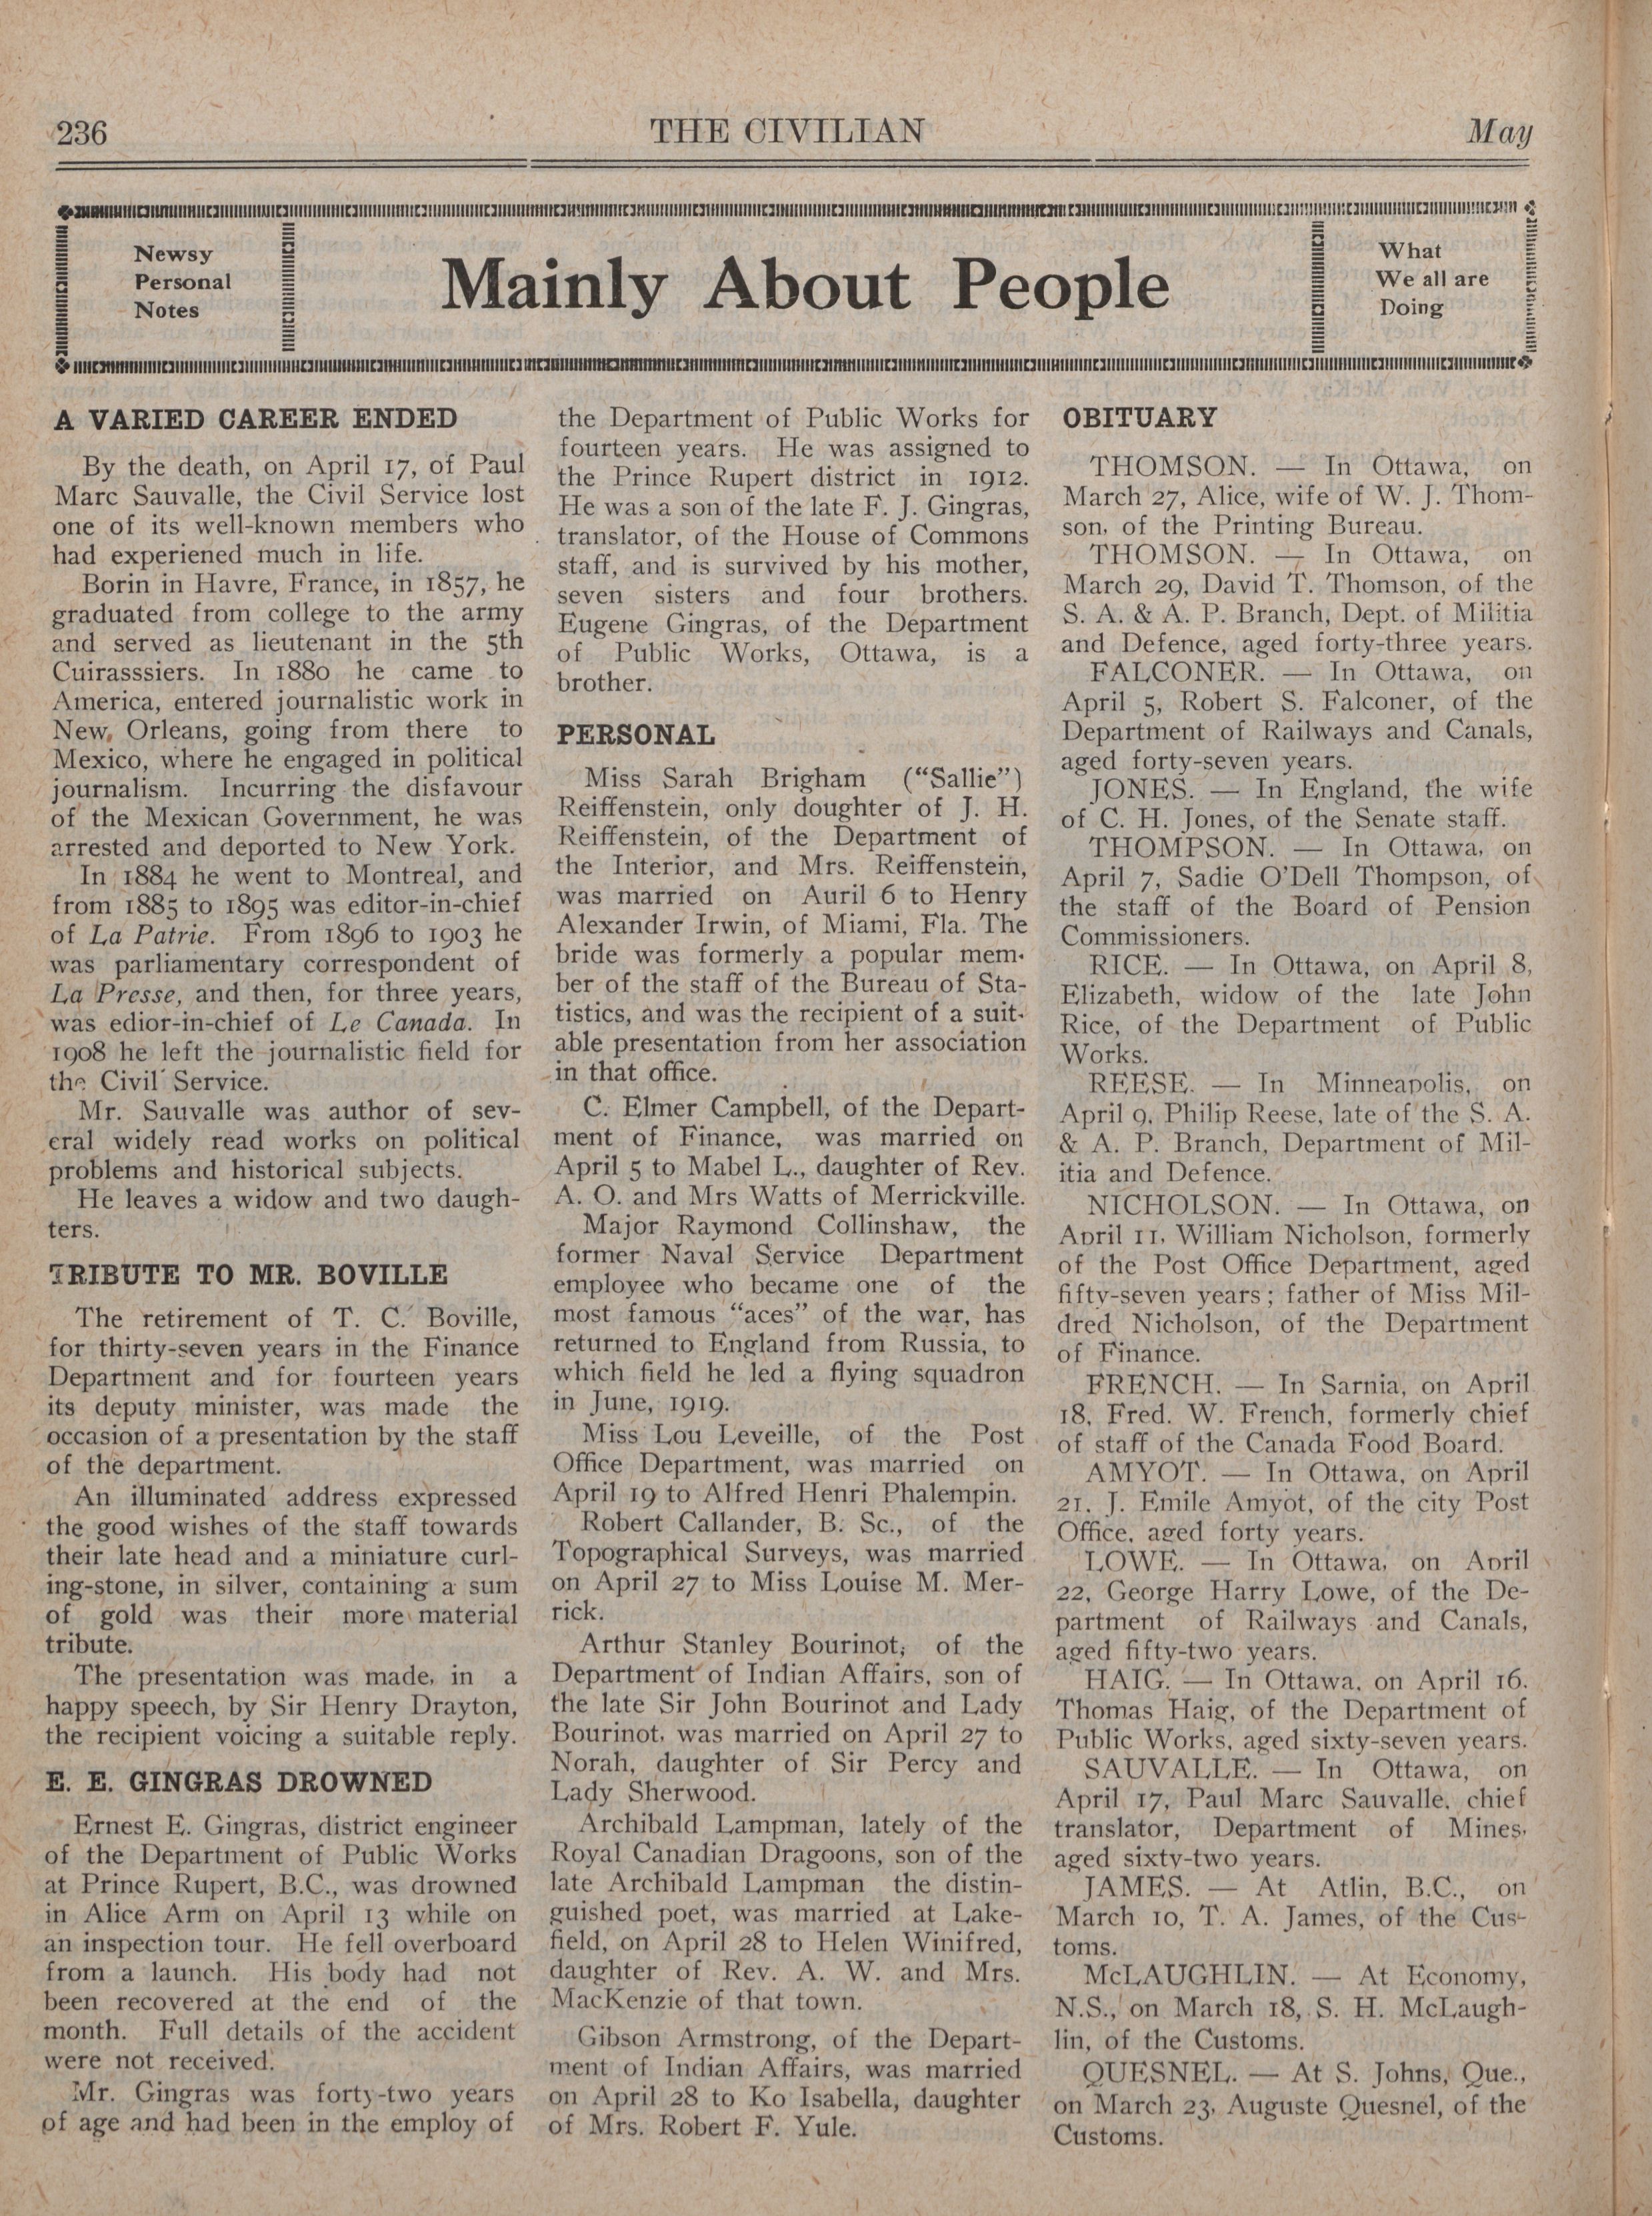 236
THE CIVILIAN
May
Newsy
Personal
Notes
Mainly About People
What
We all are
Doing
A VARIED CAREER ENDED
By the death, on April 17, of Paul
Marc Sauvalle, the Civil Service lost
one of its well-known members who
had experiened much in life.
Borin in Havre, France, in 1857, he
graduated from college to the army
and served as lieutenant in the 5th
Cuirasssiers. In 1880 he came to
America, entered journalistic work in
New, Orleans, going from there to
Mexico, where he engaged in political
journalism. Incurring the disfavour
of the Mexican Government, he was
arrested and deported to New York.
In 1884 he went to Montreal, and
from 1885 to 1895 was editor-in-chief
of La Patrie. From 1896 to 1903 he
was parliamentary correspondent of
La Presse, and then, for three years,
was edior-in-chief of Le Canada. In
1908 he left the journalistic field for
the Civil Service.
Mr. Sauvalle was author of sev-
eral widely read works on political
problems and historical subjects.
He leaves a widow and two daugh-
ters.
TRIBUTE TO MR. BOVILLE
The retirement of T. C. Boville,
for thirty-seven years in the Finance
Department and for fourteen years
its deputy minister, was made the
occasion of a presentation by the staff
of the department.
An illuminated address expressed
the good wishes of the staff towards
their late head and a miniature curl-
ing-stone, in silver, containing a sum
of gold was their more material
tribute.
The presentation was made, in a
happy speech, by Sir Henry Drayton,
the recipient voicing a suitable reply.
E. E. GINGRAS DROWNED
Ernest E. Gingras, district engineer
of the Department of Public Works
at Prince Rupert, B.C., was drowned
in Alice Arm on April 13 while on
an inspection tour. He fell overboard
from a launch. His body had not
been recovered at the end of the
month. Full details of the accident
were not received.
Mr. Gingras was forty-two years
of age and had been in the employ of
the Department of Public Works for
fourteen years. He was assigned to
the Prince Rupert district in 1912.
He was a son of the late F. J. Gingras,
translator, of the House of Commons
staff, and is survived by his mother,
seven sisters and four brothers.
Eugene Gingras, of the Department
of Public Works, Ottawa, is a
brother.
PERSONAL
Miss Sarah Brigham ("Sallie")
Reiffenstein, only doughter of J. H.
Reiffenstein, of the Department of
the Interior, and Mrs. Reiffenstein,
was married on Auril 6 to Henry
Alexander Irwin, of Miami, Fla. The
bride was formerly a popular mem-
ber of the staff of the Bureau of Sta-
tistics, and was the recipient of a suit-
able presentation from her association
in that office.
C. Elmer Campbell, of the Depart-
ment of Finance, was married on
April 5 to Mabel L., daughter of Rev.
A. O. and Mrs Watts of Merrickville.
Major Raymond Collinshaw, the
former Naval Service Department
employee who became one of the
most famous "aces" of the war, has
returned to England from Russia, to
which field he led a flying squadron
in June, 1919.
Miss Lou Leveille, of the Post
Office Department, was married on
April 19 to Alfred Henri Phalempin.
Robert Callander, B. Sc., of the
Topographical Surveys, was married
on April 27 to Miss Louise M. Mer-
rick.
Arthur Stanley Bourinot, of the
Department of Indian Affairs, son of
the late Sir John Bourinot and Lady
Bourinot, was married on April 27 to
Norah, daughter of Sir Percy and
Lady Sherwood.
Archibald Lampman, lately of the
Royal Canadian Dragoons, son of the
late Archibald Lampman the distin-
guished poet, was married at Lake-
field, on April 28 to Helen Winifred,
daughter of Rev. A. W. and Mrs.
MacKenzie of that town.
Gibson Armstrong, of the Depart-
ment of Indian Affairs, was married
on April 28 to Ko Isabella, daughter
of Mrs. Robert F. Yule.
OBITUARY
THOMSON. — In Ottawa, on
March 27, Alice, wife of W. J. Thom-
son, of the Printing Bureau.
THOMSON. — In Ottawa, on
March 29, David T. Thomson, of the
S. A. & A. P. Branch, Dept. of Militia
and Defence, aged forty-three years.
FALCONER. — In Ottawa, on
April 5, Robert S. Falconer, of the
Department of Railways and Canals,
aged forty-seven years.
JONES. — In England, the wife
of C. H. Jones, of the Senate staff.
THOMPSON. — In Ottawa, on
April 7, Sadie O'Dell Thompson, of
the staff of the Board of Pension
Commissioners.
RICE. — In Ottawa, on April 8,
Elizabeth, widow of the late John
Rice, of the Department of Public
Works.
REESE. — In Minneapolis, on
April 9, Philip Reese, late of the S. A.
& A. P. Branch, Department of Mil-
itia and Defence.
NICHOLSON. — In Ottawa, on
April 11, William Nicholson, formerly
of the Post Office Department, aged
fifty-seven years; father of Miss Mil-
dred Nicholson, of the Department
of Finance.
FRENCH. — In Sarnia, on April
18, Fred. W. French, formerly chief
of staff of the Canada Food Board.
AMYOT. — In Ottawa, on April
21, J. Emile Amyot, of the city Post
Office, aged forty years.
LOWE. — In Ottawa, on April
22, George Harry Lowe, of the De-
partment of Railways and Canals,
aged fifty-two years.
HAIG. — In Ottawa, on April 16.
Thomas Haig, of the Department of
Public Works, aged sixty-seven years.
SAUVALLE. — In Ottawa, on
April 17, Paul Marc Sauvalle, chief
translator, Department of Mines,
aged sixty-two years.
JAMES. — At Atlin, B.C., on
March 10, T. A. James, of the Cus-
toms.
McLAUGHLIN. — At Economy,
N.S., on March 18, S. H. McLaugh-
lin, of the Customs.
QUESNEL. — At S. Johns, Que.,
on March 23, Auguste Quesnel, of the
Customs.